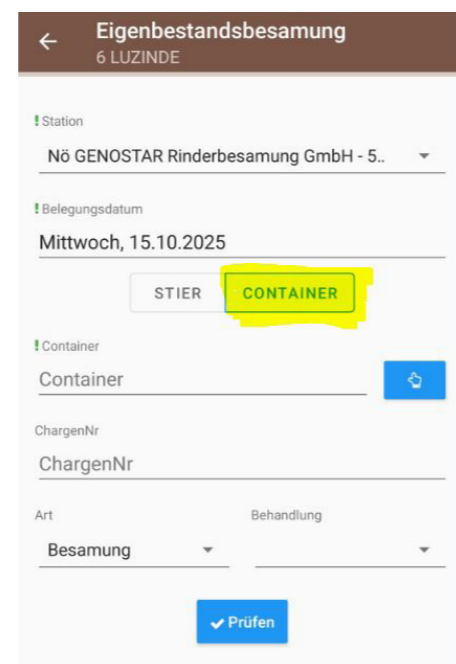 Eigenbestandsbesamung
6 LUZINDE
! Station
Nö GENOSTAR Rinderbesamung GmbH - 5..
! Belegungsdatum
Mittwoch, 15.10.2025
STIER CONTAINER
! Container
Container
ChargenNr
ChargenNr
Art Behandlung
Besamung
Prüfen